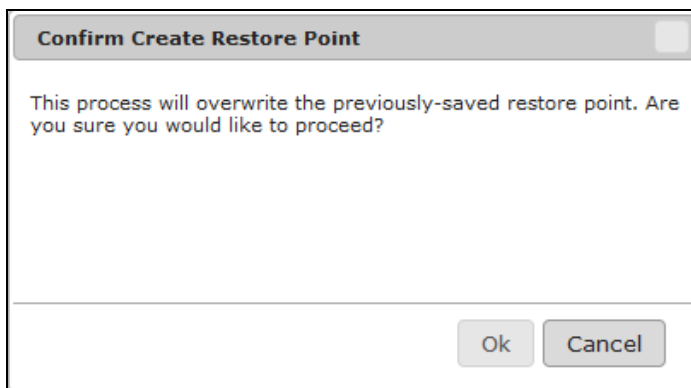 Confirm Create Restore Point
This process will overwrite the previously-saved restore point. Are
you sure you would like to proceed?
Ok
Cancel